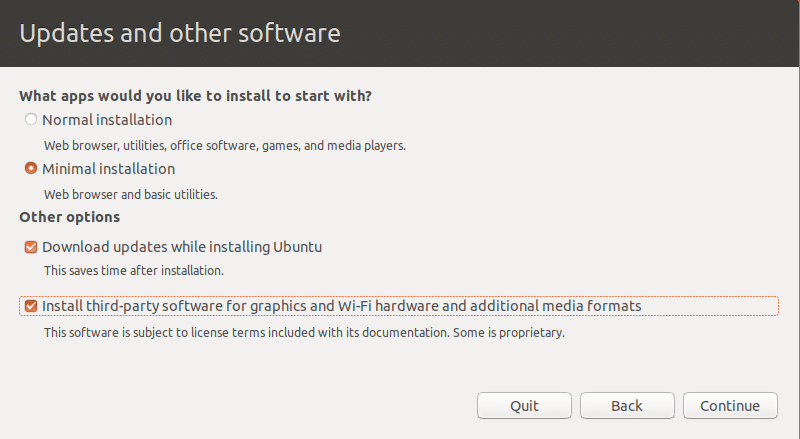 Updates and other software
What apps would you like to install to start with?
Normal installation
Web browser, utilities, office software, games, and media players.
Minimal installation
Web browser and basic utilities.
Other options
Download updates while installing Ubuntu
This saves time after installation.
Install third-party software for graphics and Wi-Fi hardware and additional media formats
This software is subject to license terms included with its documentation. Some is proprietary.
Quit Back Continue